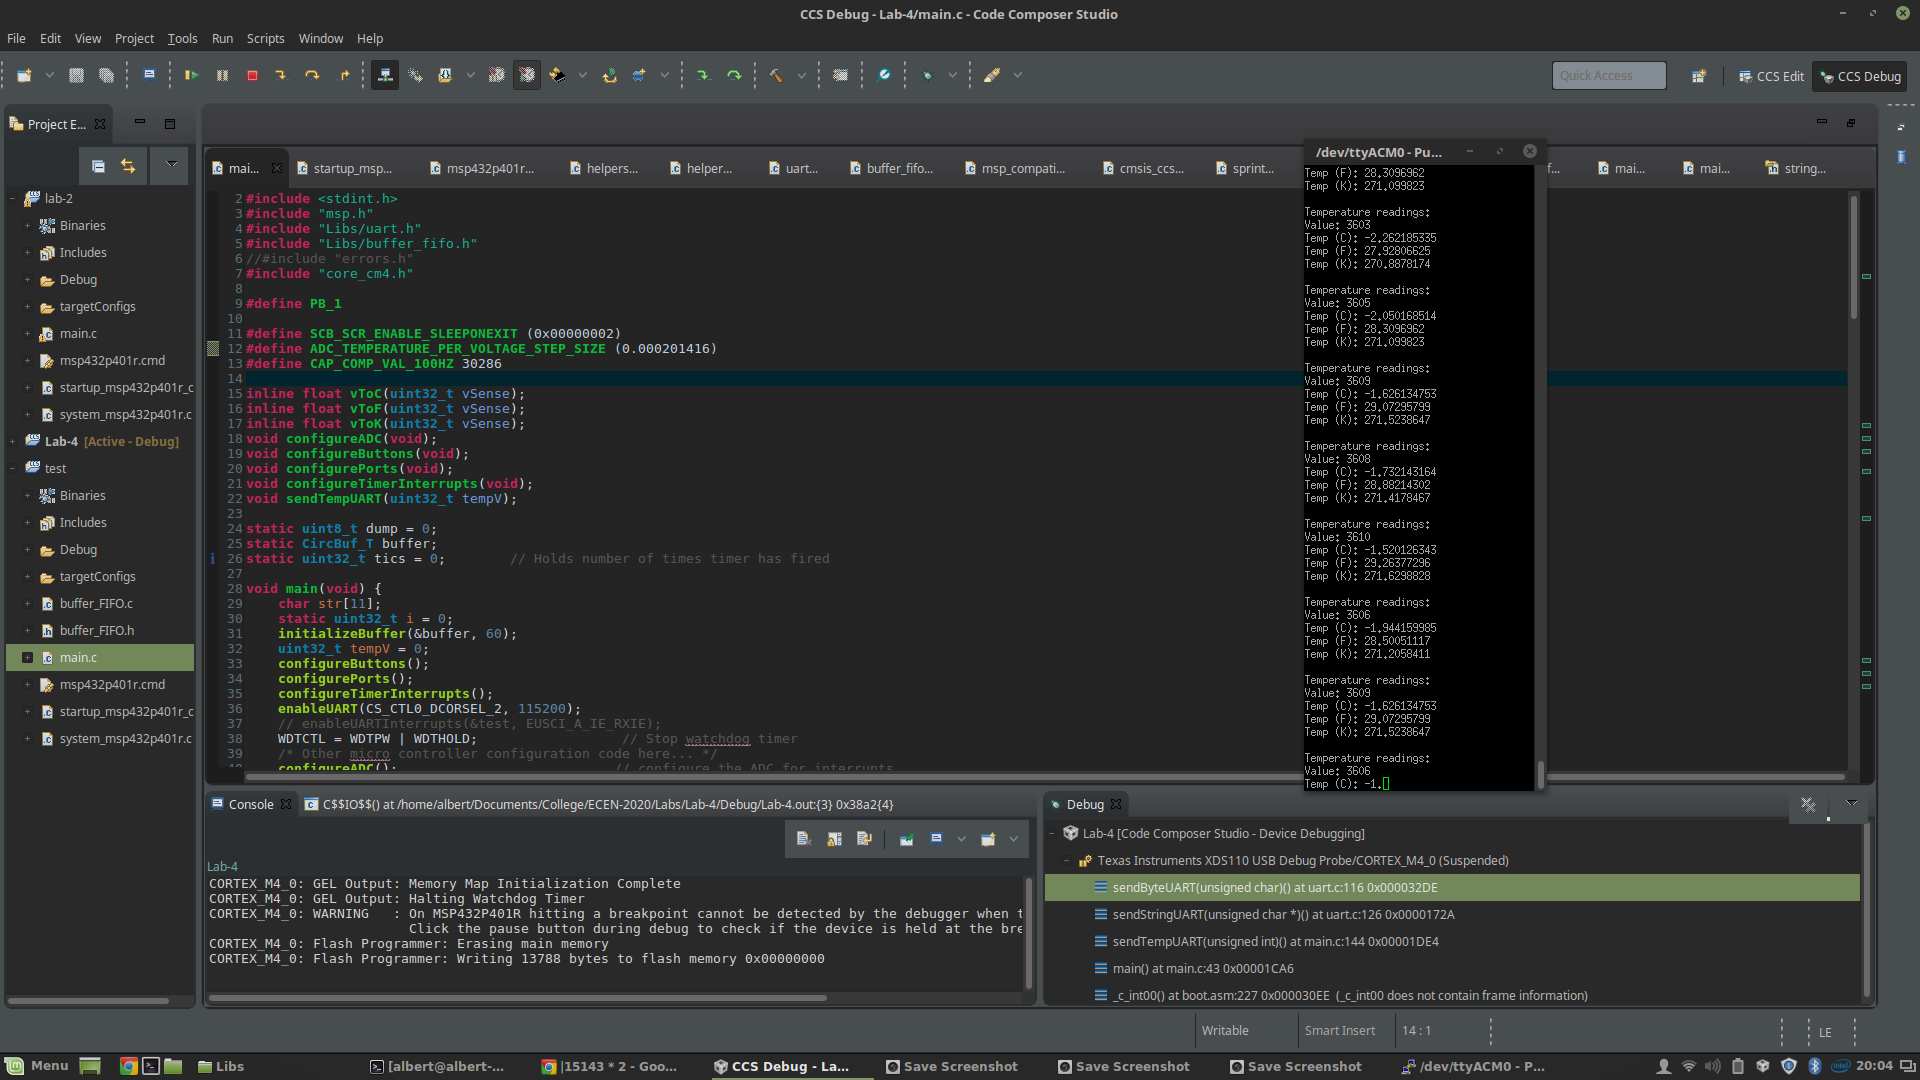 CCS Debug - Lab-4/main.c - Code Composer Studio
File Edit View Project Tools Run Scripts Window Help
Quick Access
CCS Edit
CCS Debug
Project E...
lab-2
Binaries
Includes
Debug
targetConfigs
main.c
msp432p401r.cmd
startup_msp432p401r_c
system_msp432p401r.c
Lab-4 [Active - Debug]
test
Binaries
Includes
Debug
targetConfigs
buffer_FIFO.c
buffer_FIFO.h
main.c
msp432p401r.cmd
startup_msp432p401r_c
system_msp432p401r.c
mai...
startup_msp...
msp432p401r...
helpers...
helper...
uart...
buffer_fifo...
msp_compati...
cmsis_ccs...
sprint...
f...
mai...
mai...
string...
2 #include <stdint.h>
3 #include "msp.h"
4 #include "Libs/uart.h"
5 #include "Libs/buffer_fifo.h"
6 //#include "errors.h"
7 #include "core_cm4.h"
8
9 #define PB_1
10
11 #define SCB_SCR_ENABLE_SLEEPONEXIT (0x00000002)
12 #define ADC_TEMPERATURE_PER_VOLTAGE_STEP_SIZE (0.000201416)
13 #define CAP_COMP_VAL_100HZ 30286
14
15 inline float vToC(uint32_t vSense);
16 inline float vToF(uint32_t vSense);
17 inline float vToK(uint32_t vSense);
18 void configureADC(void);
19 void configureButtons(void);
20 void configurePorts(void);
21 void configureTimerInterrupts(void);
22 void sendTempUART(uint32_t tempV);
23
24 static uint8_t dump = 0;
25 static CircBuf_T buffer;
26 static uint32_t tics = 0; // Holds number of times timer has fired
27
28 void main(void) {
29 char str[11];
30 static uint32_t i = 0;
31 initializeBuffer(&buffer, 60);
32 uint32_t tempV = 0;
33 configureButtons();
34 configurePorts();
35 configureTimerInterrupts();
36 enableUART(CS_CTL0_DCORSEL_2, 115200);
37 // enableUARTInterrupts(&test, EUSCI_A_IE_RXIE);
38 WDTCTL = WDTPW | WDTHOLD; // Stop watchdog timer
39 /* Other micro controller configuration code here... */
40 configureADC(); // configure the ADC for interrupts
/dev/ttyACM0 - Pu...
Temp (F): 28.3096962
Temp (K): 271.099823
Temperature readings:
Value: 3603
Temp (C): -2.262185335
Temp (F): 27.92806625
Temp (K): 270.8878174
Temperature readings:
Value: 3605
Temp (C): -2.050168514
Temp (F): 28.3096962
Temp (K): 271.099823
Temperature readings:
Value: 3609
Temp (C): -1.626134753
Temp (F): 29.07295799
Temp (K): 271.5238647
Temperature readings:
Value: 3608
Temp (C): -1.732143164
Temp (F): 28.88214302
Temp (K): 271.4178467
Temperature readings:
Value: 3610
Temp (C): -1.520126343
Temp (F): 29.26377296
Temp (K): 271.6298828
Temperature readings:
Value: 3606
Temp (C): -1.944159985
Temp (F): 28.50051117
Temp (K): 271.2058411
Temperature readings:
Value: 3609
Temp (C): -1.626134753
Temp (F): 29.07295799
Temp (K): 271.5238647
Temperature readings:
Value: 3606
Temp (C): -1.
Console
C$$IO$$() at /home/albert/Documents/College/ECEN-2020/Labs/Lab-4/Debug/Lab-4.out:{3} 0x38a2{4}
Lab-4
CORTEX_M4_0: GEL Output: Memory Map Initialization Complete
CORTEX_M4_0: GEL Output: Halting Watchdog Timer
CORTEX_M4_0: WARNING : On MSP432P401R hitting a breakpoint cannot be detected by the debugger when t
Click the pause button during debug to check if the device is held at the bre
CORTEX_M4_0: Flash Programmer: Erasing main memory
CORTEX_M4_0: Flash Programmer: Writing 13788 bytes to flash memory 0x00000000
Debug
Lab-4 [Code Composer Studio - Device Debugging]
Texas Instruments XDS110 USB Debug Probe/CORTEX_M4_0 (Suspended)
sendByteUART(unsigned char)() at uart.c:116 0x000032DE
sendStringUART(unsigned char *)() at uart.c:126 0x0000172A
sendTempUART(unsigned int)() at main.c:144 0x00001DE4
main() at main.c:43 0x00001CA6
_c_int00() at boot.asm:227 0x000030EE (_c_int00 does not contain frame information)
Writable
Smart Insert
14 : 1
LE
Menu
Libs
[albert@albert-...
|15143 * 2 - Goo...
CCS Debug - La...
Save Screenshot
Save Screenshot
Save Screenshot
/dev/ttyACM0 - P...
20:04